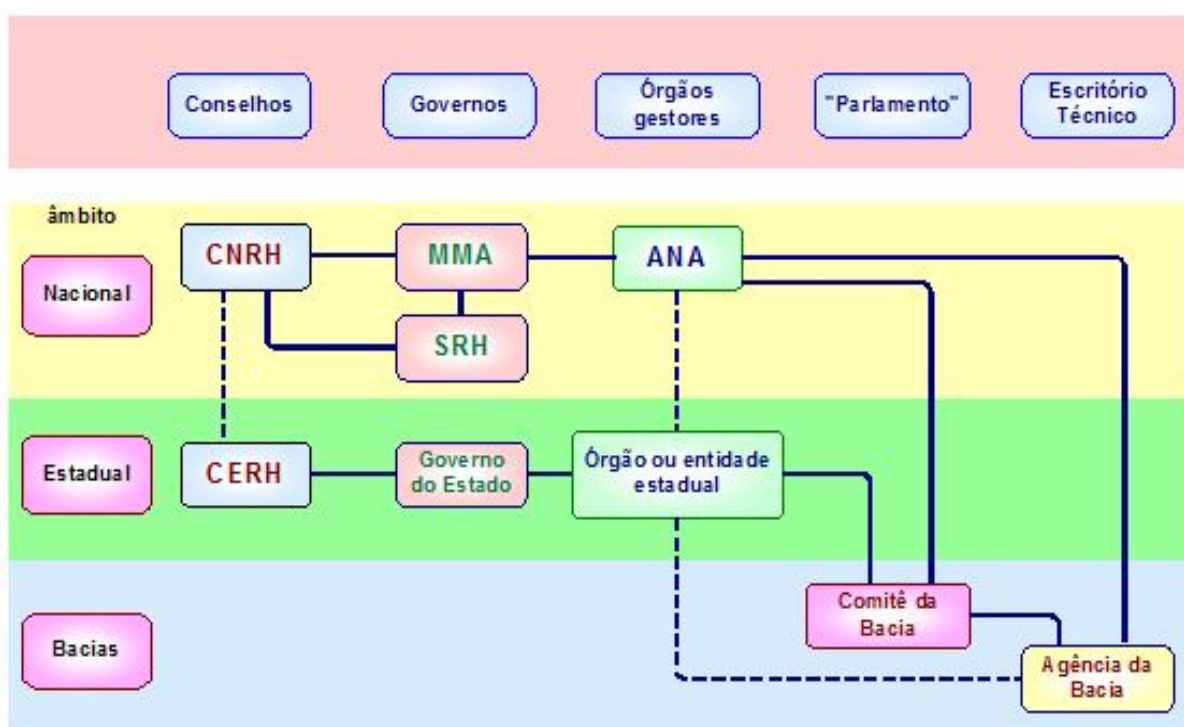 Conselhos
Governos
Órgãos
gestores
"Parlamento"
Escritório
Técnico
âmbito
Nacional
CNRH
MMA
ANA
SRH
Estadual
CERH
Governo
do Estado
Órgão ou entidade
estadual
Bacias
Comitê da
Bacia
Agência da
Bacia